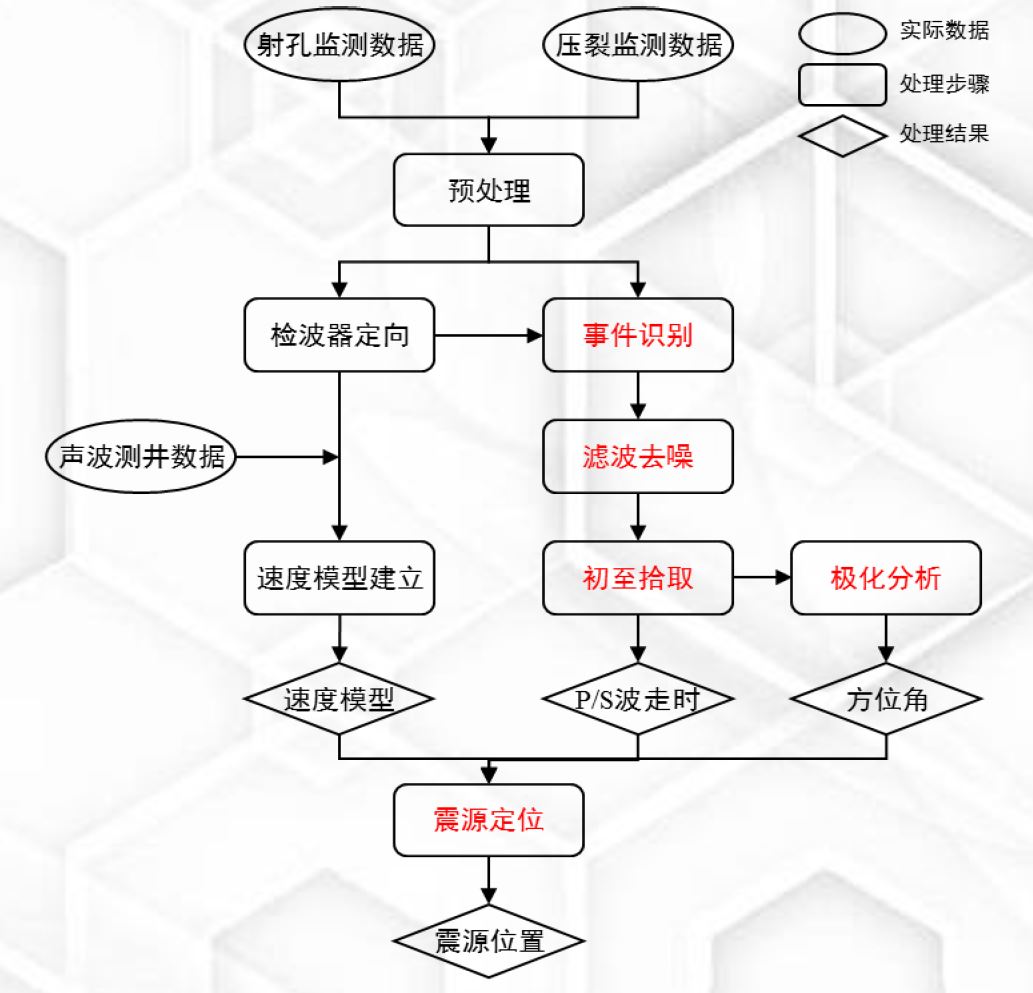 射孔监测数据
压裂监测数据
实际数据
处理步骤
处理结果
预处理
检波器定向
事件识别
声波测井数据
滤波去噪
速度模型建立
初至拾取
极化分析
速度模型
P/S波走时
方位角
震源定位
震源位置